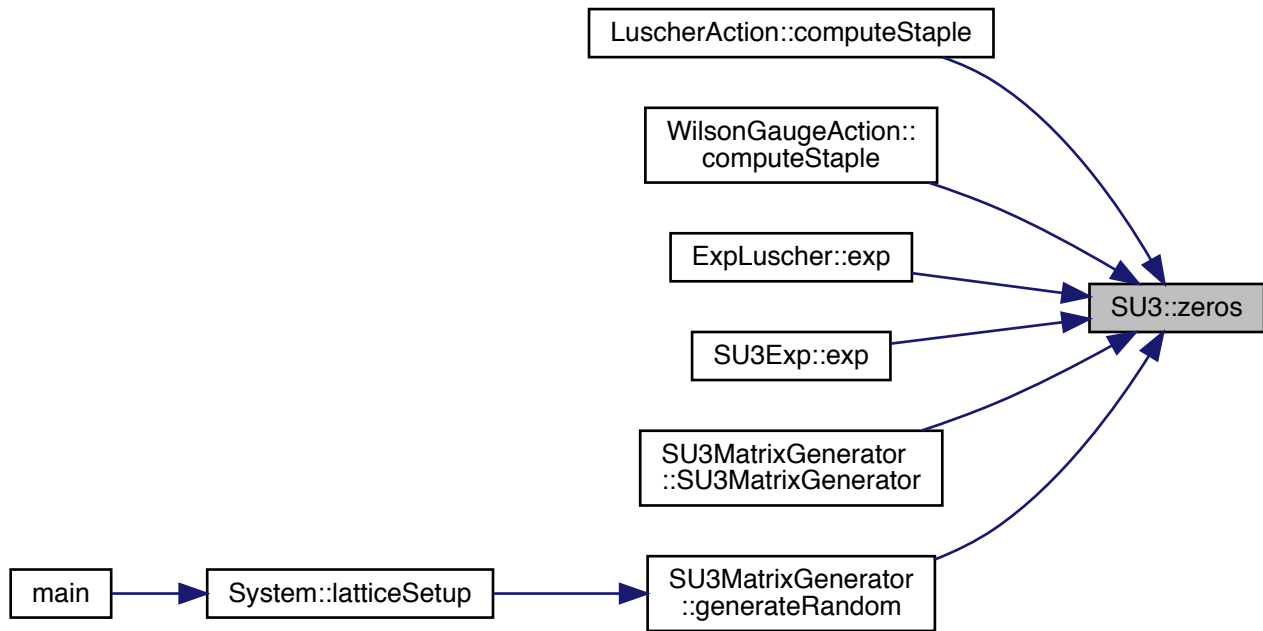 LuscherAction::computeStaple
WilsonGaugeAction::
computeStaple
ExpLuscher::exp
SU3::zeros
SU3Exp::exp
SU3MatrixGenerator
::SU3MatrixGenerator
main
System::latticeSetup
SU3MatrixGenerator
::generateRandom